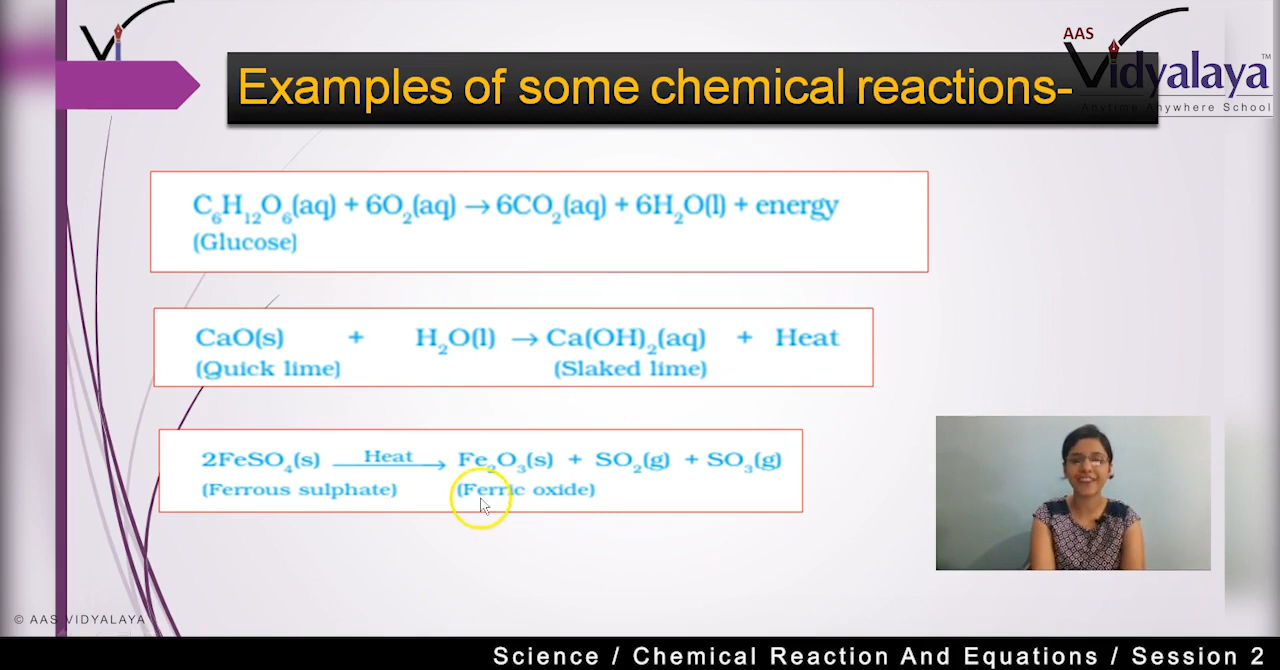 Vi
AAS
Vidyalaya™
Anytime Anywhere School
Examples of some chemical reactions-
C₆H₁₂O₆(aq) + 6O₂(aq) → 6CO₂(aq) + 6H₂O(l) + energy
(Glucose)
CaO(s) + H₂O(l) → Ca(OH)₂(aq) + Heat
(Quick lime) (Slaked lime)
Heat
2FeSO₄(s) → Fe₂O₃(s) + SO₂(g) + SO₃(g)
(Ferrous sulphate) (Ferric oxide)
© AAS VIDYALAYA
Science / Chemical Reaction And Equations / Session 2